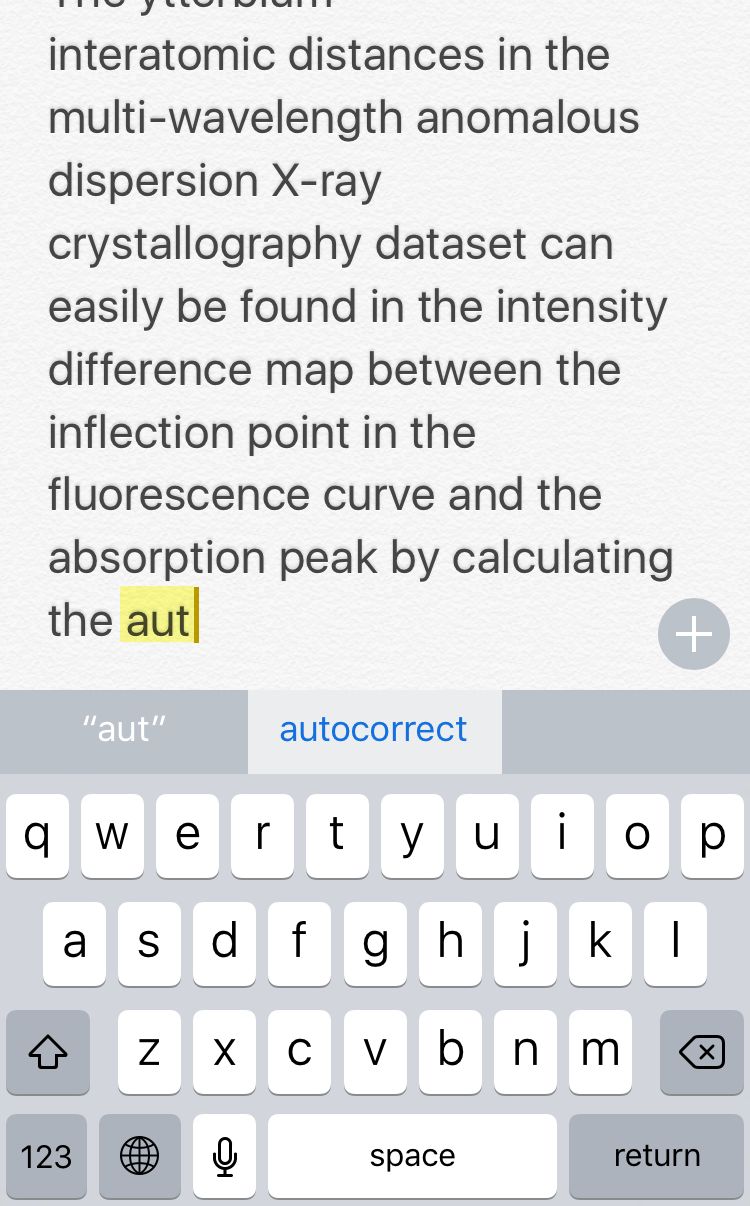 The ytterbium
interatomic distances in the
multi-wavelength anomalous
dispersion X-ray
crystallography dataset can
easily be found in the intensity
difference map between the
inflection point in the
fluorescence curve and the
absorption peak by calculating
the aut
“aut” autocorrect
q w e r t y u i o p
a s d f g h j k l
z x c v b n m
123 space return